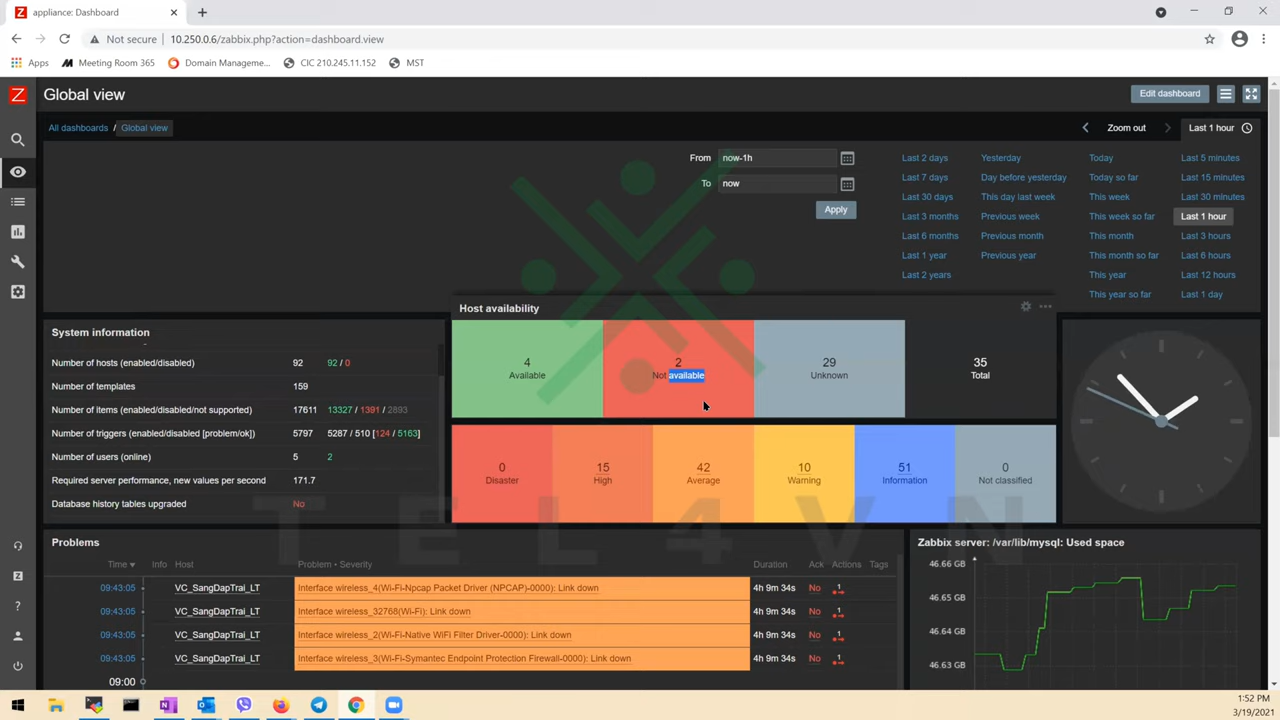 Z appliance: Dashboard
Not secure 10.250.0.6/zabbix.php?action=dashboard.view
Apps Meeting Room 365 Domain Manageme... CIC 210.245.11.152 MST
Z Global view Edit dashboard
All dashboards / Global view Zoom out Last 1 hour
From now-1h Last 2 days Yesterday Today Last 5 minutes
To now Last 7 days Day before yesterday Today so far Last 15 minutes
Last 30 days This day last week This week Last 30 minutes
Apply Last 3 months Previous week This week so far Last 1 hour
Last 6 months Previous month This month Last 3 hours
Last 1 year Previous year This month so far Last 6 hours
Last 2 years This year Last 12 hours
This year so far Last 1 day
System information
Number of hosts (enabled/disabled) 92 92 / 0
Number of templates 159
Number of items (enabled/disabled/not supported) 17611 13327 / 1391 / 2893
Number of triggers (enabled/disabled [problem/ok]) 5797 5287 / 510 [124 / 5163]
Number of users (online) 5 2
Required server performance, new values per second 171.7
Database history tables upgraded No
Host availability
4 2 29 35
Available Not available Unknown Total
0 15 42 10 51 0
Disaster High Average Warning Information Not classified
TEL4VN
Problems
Time Info Host Problem • Severity Duration Ack Actions Tags
09:43:05 VC_SangDapTrai_LT Interface wireless_4(Wi-Fi-Npcap Packet Driver (NPCAP)-0000): Link down 4h 9m 34s No 1
09:43:05 VC_SangDapTrai_LT Interface wireless_32768(Wi-Fi): Link down 4h 9m 34s No 1
09:43:05 VC_SangDapTrai_LT Interface wireless_2(Wi-Fi-Native WiFi Filter Driver-0000): Link down 4h 9m 34s No 1
09:43:05 VC_SangDapTrai_LT Interface wireless_3(Wi-Fi-Symantec Endpoint Protection Firewall-0000): Link down 4h 9m 34s No 1
09:00
Zabbix server: /var/lib/mysql: Used space
46.66 GB
46.65 GB
46.64 GB
46.63 GB
1:52 PM
3/19/2021